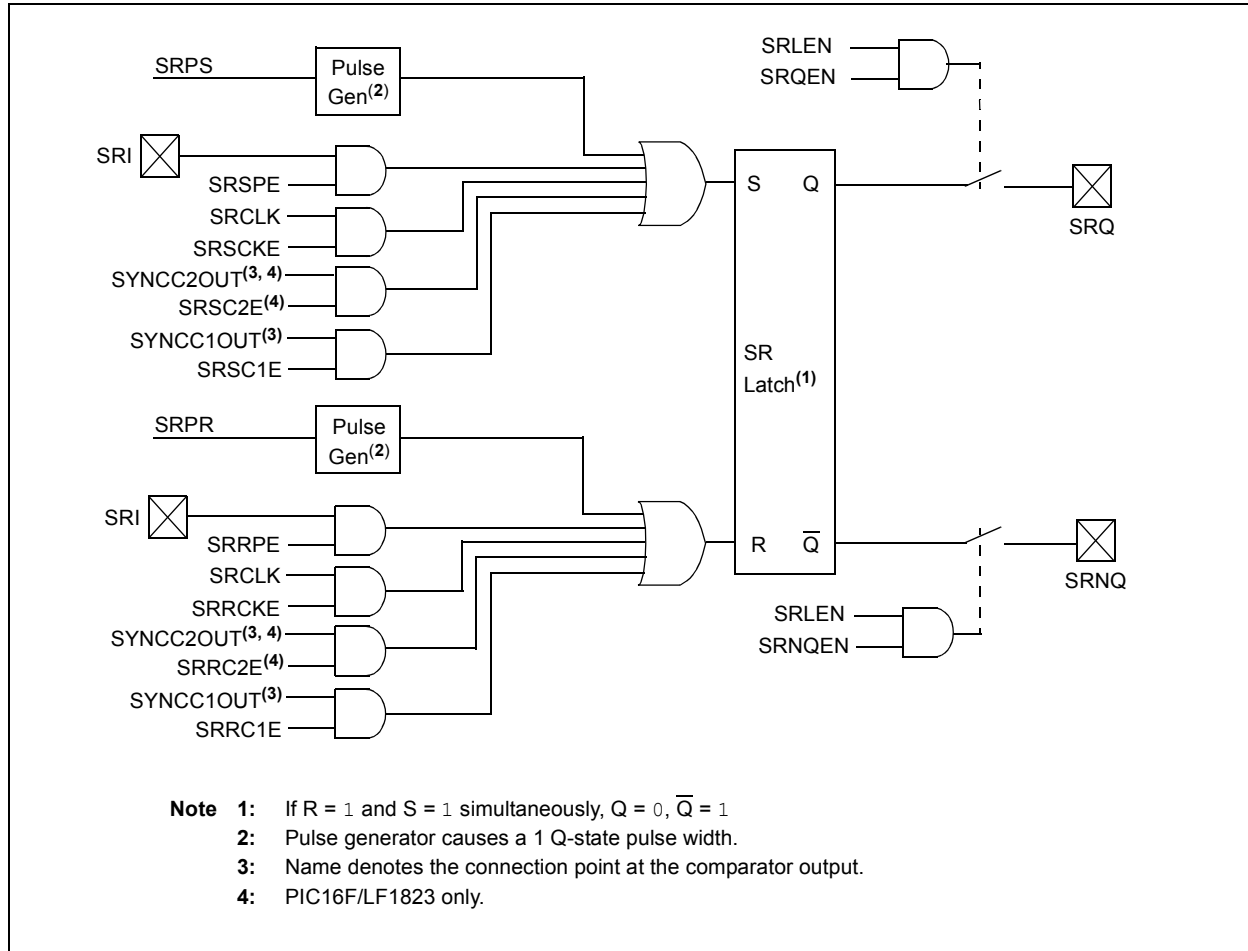 SRLEN
SRQEN
SRPS
Pulse
Gen(2)
SRI
SRSPE
SRCLK
SRSCKE
SYNCC2OUT(3, 4)
SRSC2E(4)
SYNCC1OUT(3)
SRSC1E
S Q
SRQ
SR
Latch(1)
SRPR
Pulse
Gen(2)
SRI
SRRPE
SRCLK
SRRCKE
SYNCC2OUT(3, 4)
SRRC2E(4)
SYNCC1OUT(3)
SRRC1E
R Q̅
SRNQ
SRLEN
SRNQEN
Note 1: If R = 1 and S = 1 simultaneously, Q = 0, Q̅ = 1
2: Pulse generator causes a 1 Q-state pulse width.
3: Name denotes the connection point at the comparator output.
4: PIC16F/LF1823 only.